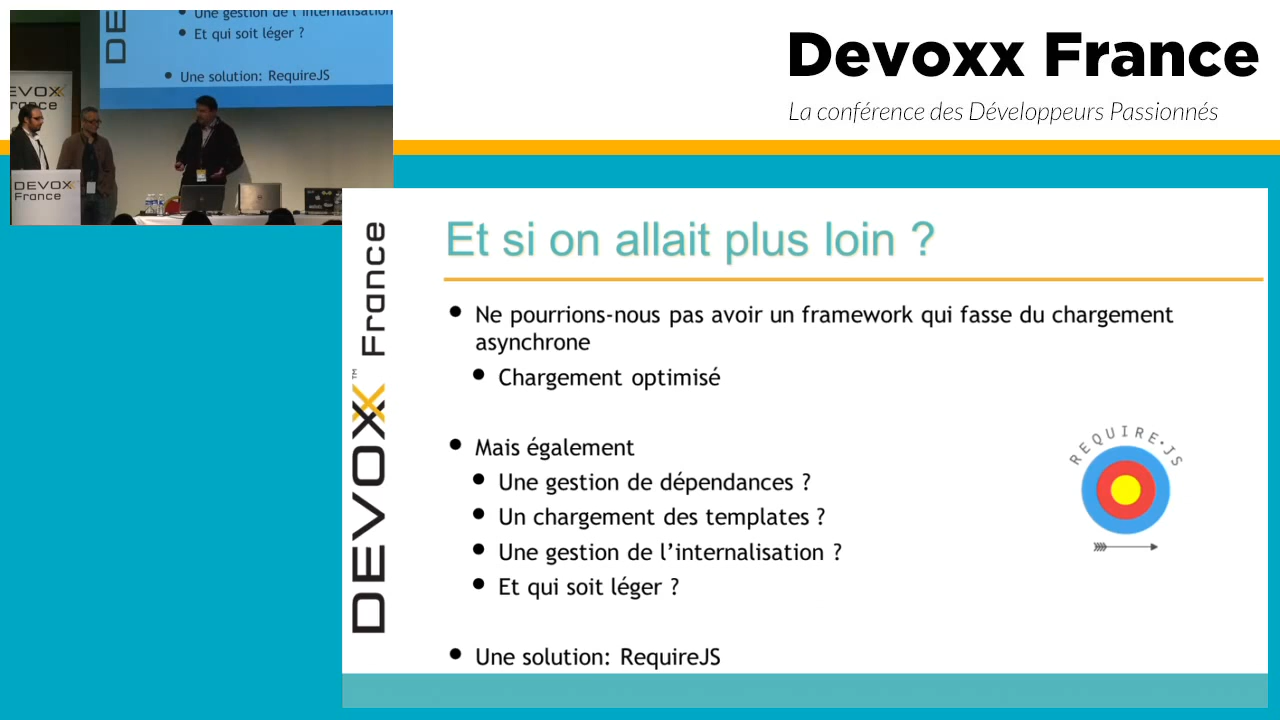 Une gestion de l'internalisation
Et qui soit léger ?
Une solution: RequireJS
DE
DEVOXX
France
DEVOXX
France
Devoxx France
La conférence des Développeurs Passionnés
DEVOXX™ France
Et si on allait plus loin ?
Ne pourrions-nous pas avoir un framework qui fasse du chargement
asynchrone
Chargement optimisé
Mais également
Une gestion de dépendances ?
Un chargement des templates ?
Une gestion de l’internalisation ?
Et qui soit léger ?
Une solution: RequireJS
REQUIRE•JS